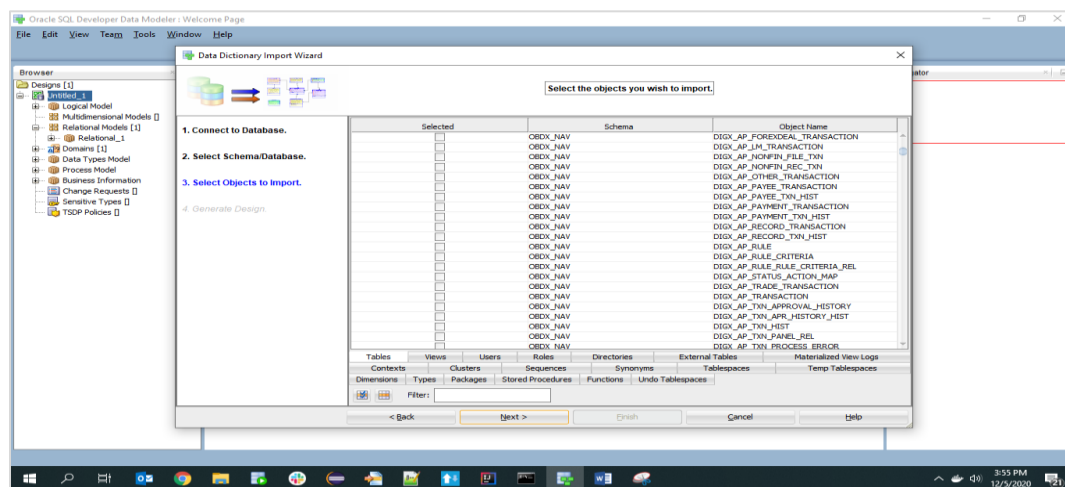 Oracle SQL Developer Data Modeler : Welcome Page
File Edit View Team Tools Window Help
Data Dictionary Import Wizard
Browser
Designs [1]
Untitled_1
Logical Model
Multidimensional Models []
Relational Models [1]
Relational_1
Domains [1]
Data Types Model
Process Model
Business Information
Change Requests []
Sensitive Types []
TSDP Policies []
Select the objects you wish to import.
1. Connect to Database.
2. Select Schema/Database.
3. Select Objects to Import.
4. Generate Design.
Selected Schema Object Name
OBDX_NAV DIGX_AP_FOREXDEAL_TRANSACTION
OBDX_NAV DIGX_AP_LM_TRANSACTION
OBDX_NAV DIGX_AP_NONFIN_FILE_TXN
OBDX_NAV DIGX_AP_NONFIN_REC_TXN
OBDX_NAV DIGX_AP_OTHER_TRANSACTION
OBDX_NAV DIGX_AP_PAYEE_TRANSACTION
OBDX_NAV DIGX_AP_PAYEE_TXN_HIST
OBDX_NAV DIGX_AP_PAYMENT_TRANSACTION
OBDX_NAV DIGX_AP_PAYMENT_TXN_HIST
OBDX_NAV DIGX_AP_RECORD_TRANSACTION
OBDX_NAV DIGX_AP_RECORD_TXN_HIST
OBDX_NAV DIGX_AP_RULE
OBDX_NAV DIGX_AP_RULE_CRITERIA
OBDX_NAV DIGX_AP_RULE_RULE_CRITERIA_REL
OBDX_NAV DIGX_AP_STATUS_ACTION_MAP
OBDX_NAV DIGX_AP_TRADE_TRANSACTION
OBDX_NAV DIGX_AP_TRANSACTION
OBDX_NAV DIGX_AP_TXN_APPROVAL_HISTORY
OBDX_NAV DIGX_AP_TXN_APR_HISTORY_HIST
OBDX_NAV DIGX_AP_TXN_HIST
OBDX_NAV DIGX_AP_TXN_PANEL_REL
OBDX_NAV DIGX_AP_TXN_PROCESS_ERROR
Tables Views Users Roles Directories External Tables Materialized View Logs
Contexts Clusters Sequences Synonyms Tablespaces Temp Tablespaces
Dimensions Types Packages Stored Procedures Functions Undo Tablespaces
Filter:
< Back Next > Finish Cancel Help
3:55 PM
12/5/2020